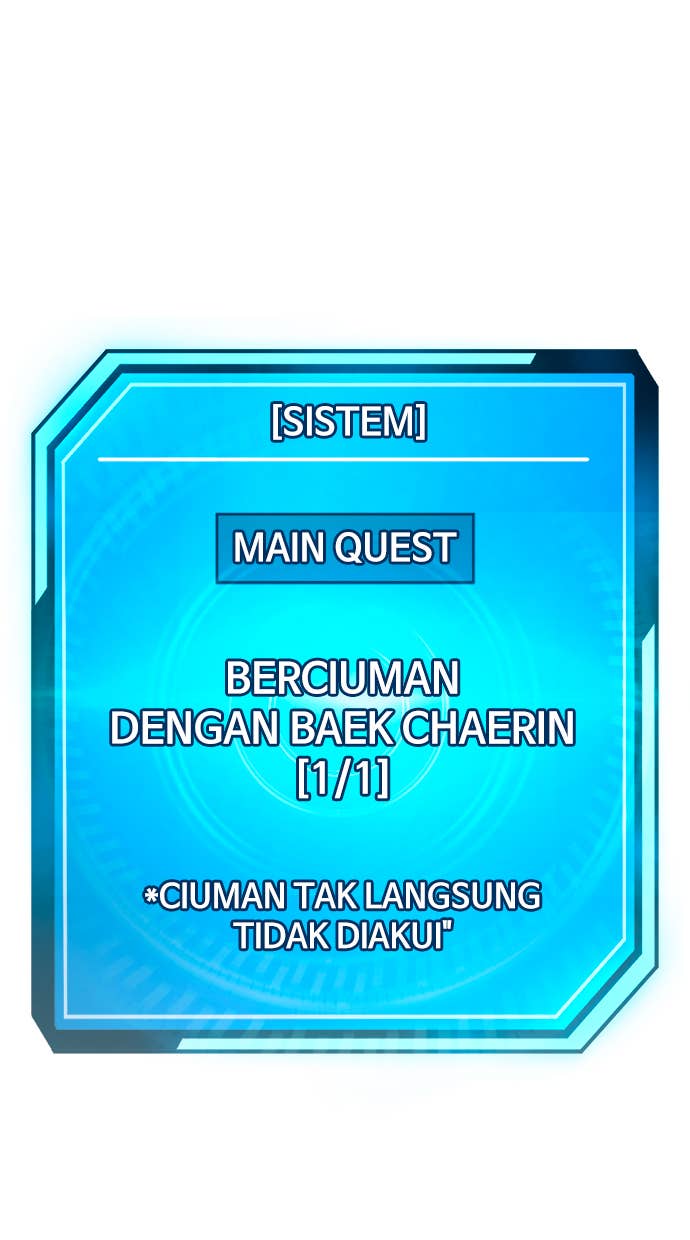 [SISTEM]
MAIN QUEST
BERCIUMAN
DENGAN BAEK CHAERIN
[1/1]
*CIUMAN TAK LANGSUNG
TIDAK DIAKUI"